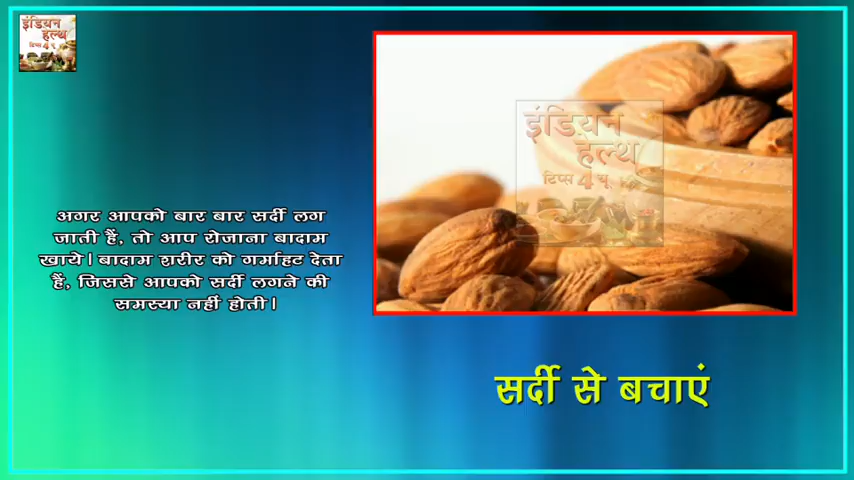 इंडियन
हेल्थ
टिप्स 4 यू
इंडियन
हेल्थ
टिप्स 4 यू
अगर आपको बार बार सर्दी लग
जाती हैं, तो आप रोजाना बादाम
खाये। बादाम शरीर को गर्माहट देता
हैं, जिससे आपको सर्दी लगने की
समस्या नहीं होती।
सर्दी से बचाएं